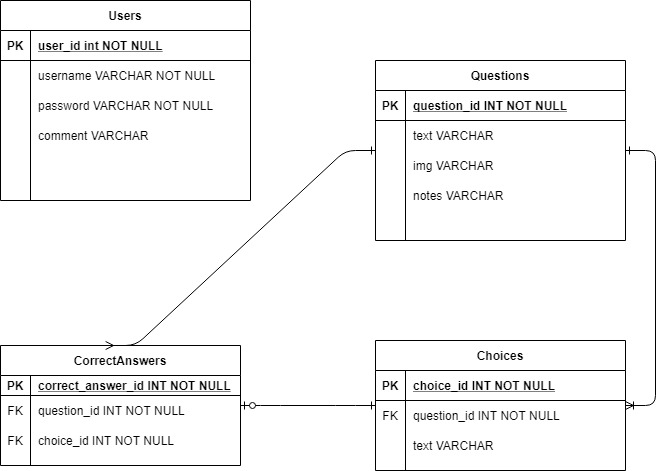 Users
PK user_id int NOT NULL
username VARCHAR NOT NULL
password VARCHAR NOT NULL
comment VARCHAR
Questions
PK question_id INT NOT NULL
text VARCHAR
img VARCHAR
notes VARCHAR
CorrectAnswers
PK correct_answer_id INT NOT NULL
FK question_id INT NOT NULL
FK choice_id INT NOT NULL
Choices
PK choice_id INT NOT NULL
FK question_id INT NOT NULL
text VARCHAR